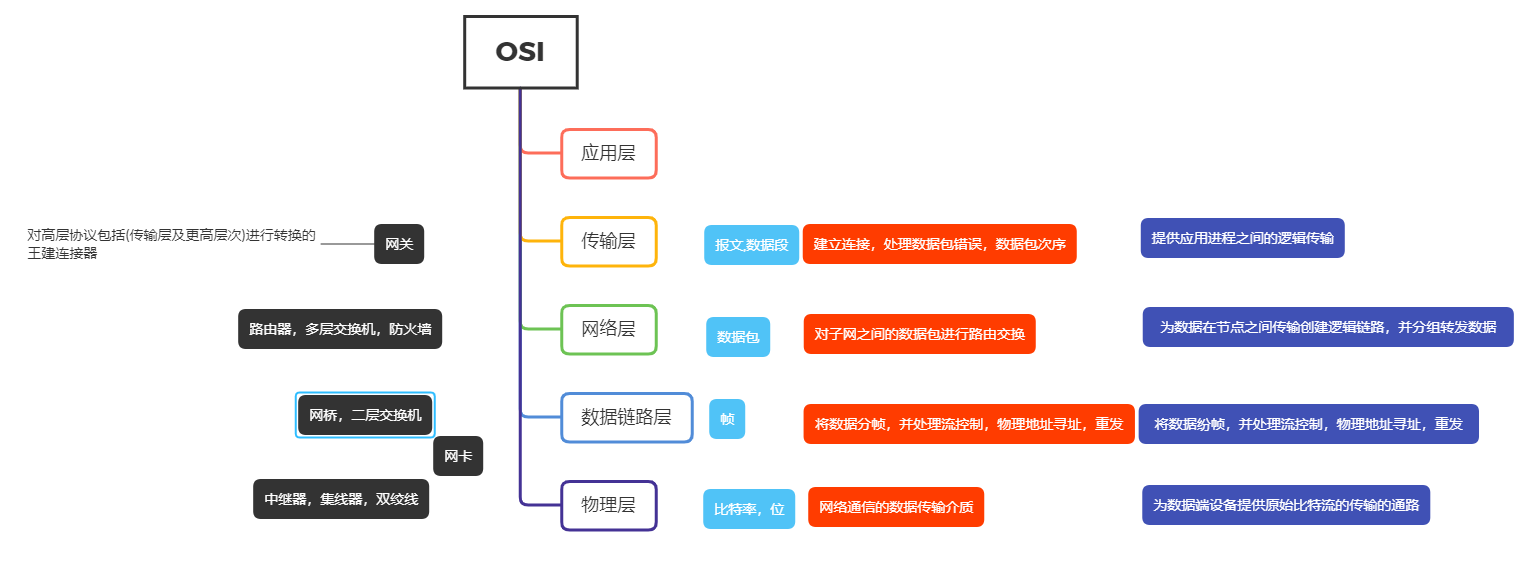 OSI
应用层
对高层协议包括(传输层及更高层次)进行转换的
王建连接器
网关
传输层
报文,数据段
建立连接，处理数据包错误，数据包次序
提供应用进程之间的逻辑传输
路由器，多层交换机，防火墙
网络层
数据包
对子网之间的数据包进行路由交换
为数据在节点之间传输创建逻辑链路，并分组转发数据
网桥，二层交换机
数据链路层
帧
将数据分帧，并处理流控制，物理地址寻址，重发
将数据纷帧，并处理流控制，物理地址寻址，重发
网卡
中继器，集线器，双绞线
物理层
比特率，位
网络通信的数据传输介质
为数据端设备提供原始比特流的传输的通路